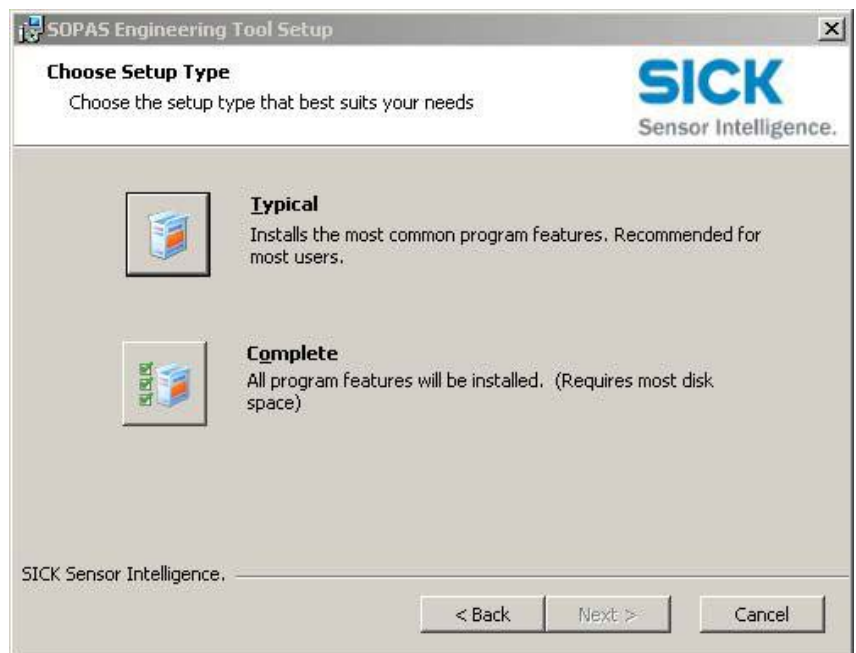 SOPAS Engineering Tool Setup
Choose Setup Type
Choose the setup type that best suits your needs
SICK
Sensor Intelligence.
Typical
Installs the most common program features. Recommended for
most users.
Complete
All program features will be installed. (Requires most disk
space)
SICK Sensor Intelligence.
< Back
Next >
Cancel